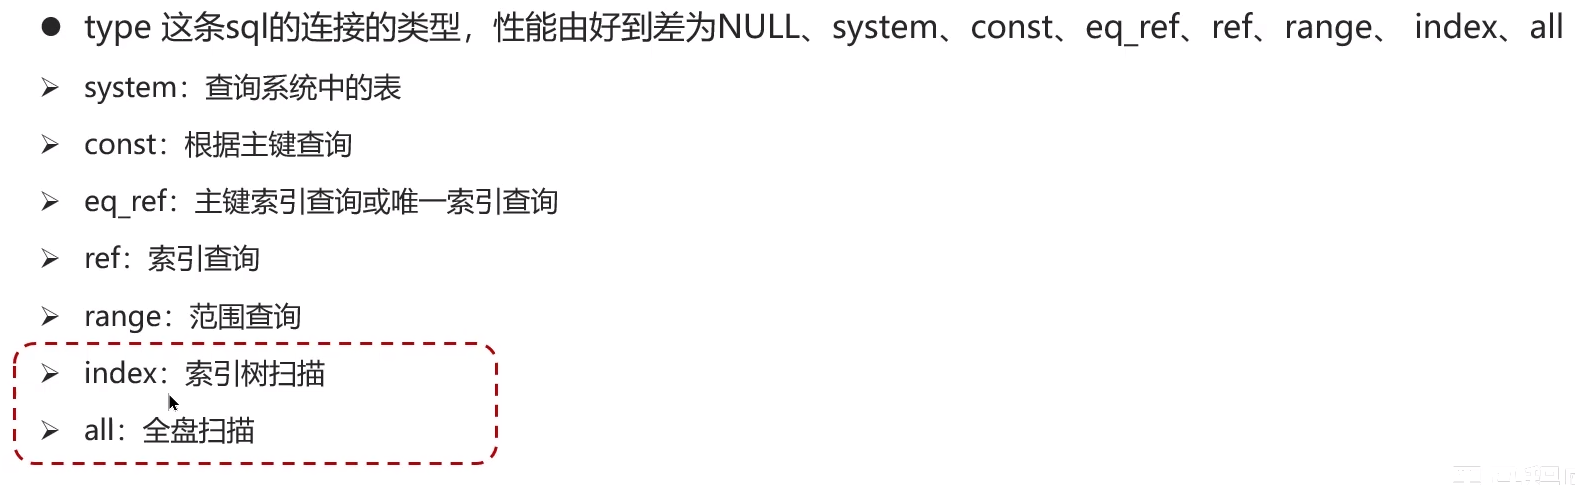 ● type 这条sql的连接的类型，性能由好到差为NULL、system、const、eq_ref、ref、range、 index、all
➢ system：查询系统中的表
➢ const：根据主键查询
➢ eq_ref：主键索引查询或唯一索引查询
➢ ref：索引查询
➢ range：范围查询
➢ index：索引树扫描
➢ all：全盘扫描